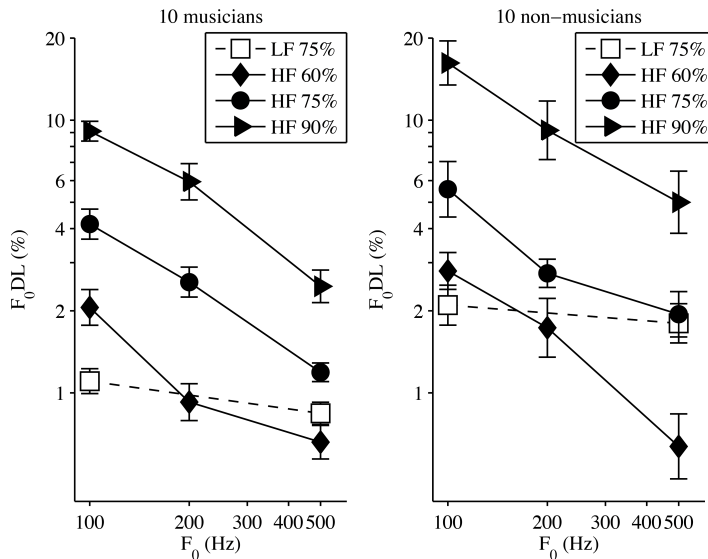 10 musicians
LF 75%
HF 60%
HF 75%
HF 90%
20
10
6
4
2
1
F0DL (%)
100 200 300 400 500
F0 (Hz)
10 non−musicians
LF 75%
HF 60%
HF 75%
HF 90%
20
10
6
4
2
1
F0DL (%)
100 200 300 400 500
F0 (Hz)